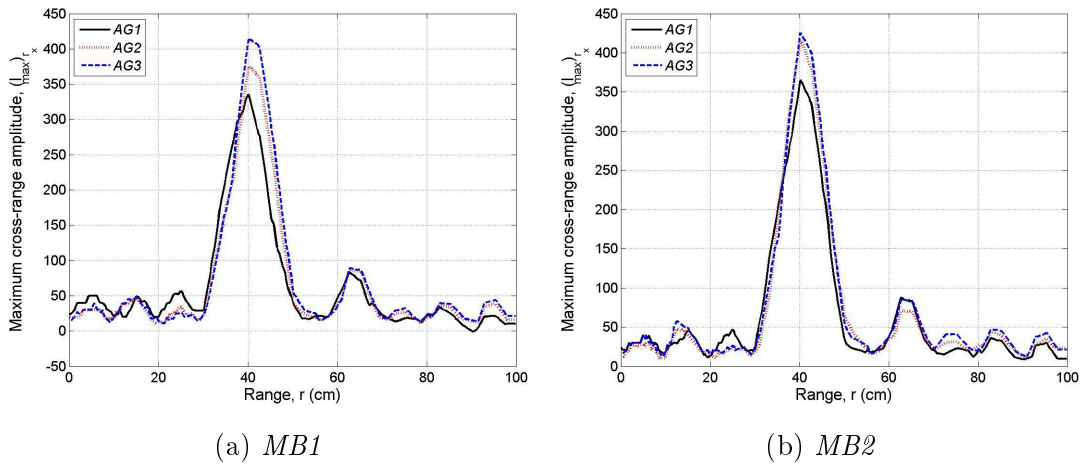 Maximum cross-range amplitude, (I_max)_r_x
450
400
350
300
250
200
150
100
50
0
-50
AG1
AG2
AG3
0 20 40 60 80 100
Range, r (cm)
(a) MB1
Maximum cross-range amplitude, (I_max)_r_x
450
400
350
300
250
200
150
100
50
0
AG1
AG2
AG3
0 20 40 60 80 100
Range, r (cm)
(b) MB2